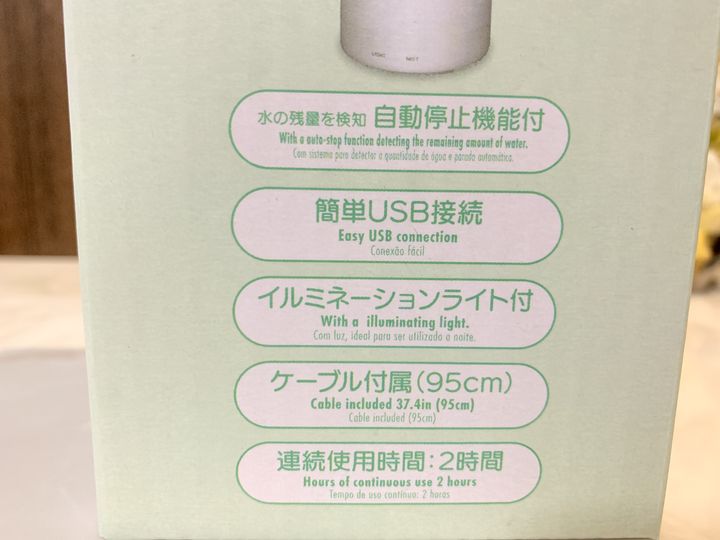 LIGHT MIST
水の残量を検知 自動停止機能付
With a auto-stop function detecting the remaining amount of water.
Com sistema para detectar a quantidade de água e parada automática.
簡単USB接続
Easy USB connection
Conexão fácil
イルミネーションライト付
With a illuminating light.
Com luz, ideal para ser utilizado a noite.
ケーブル付属(95cm)
Cable included 37.4in (95cm)
Cable included (95cm)
連続使用時間:2時間
Hours of continuous use 2 hours
Tempo de uso contínuo: 2 horas